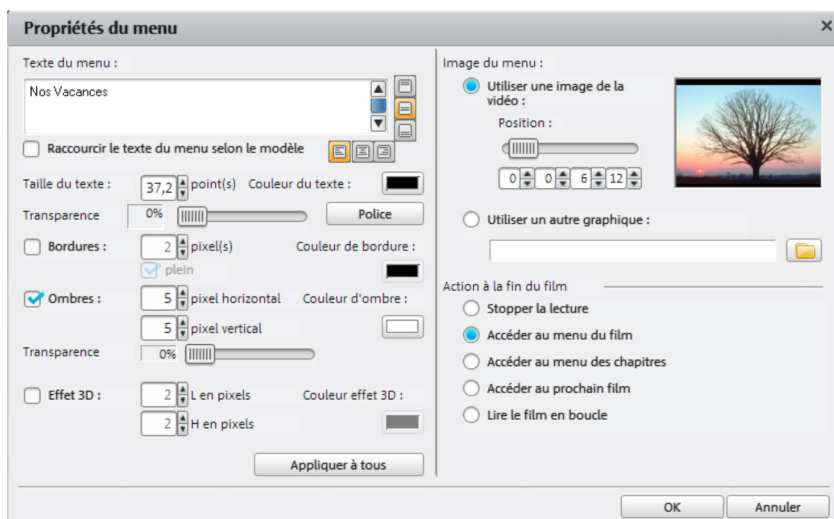 Propriétés du menu
Texte du menu :
Nos Vacances
Raccourcir le texte du menu selon le modèle
Taille du texte : 37,2 point(s) Couleur du texte :
Transparence 0% Police
Bordures : 2 pixel(s) Couleur de bordure :
plein
Ombres : 5 pixel horizontal Couleur d'ombre :
5 pixel vertical
Transparence 0%
Effet 3D : 2 L en pixels Couleur effet 3D :
2 H en pixels
Appliquer à tous
Image du menu :
Utiliser une image de la
vidéo :
Position :
0 0 6 12
Utiliser un autre graphique :
Action à la fin du film
Stopper la lecture
Accéder au menu du film
Accéder au menu des chapitres
Accéder au prochain film
Lire le film en boucle
OK Annuler